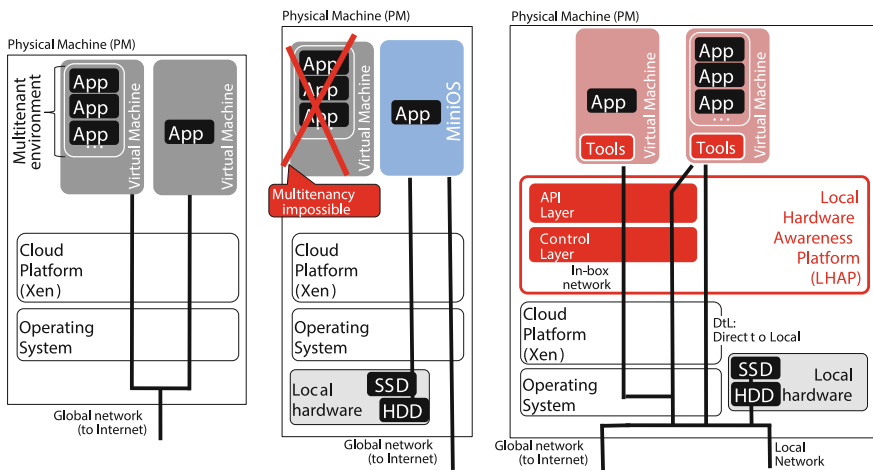 Physical Machine (PM)
Multitenant
environment
App
App
App
...
Virtual Machine
App
Virtual Machine
Cloud
Platform
(Xen)
Operating
System
Global network
(to Internet)
Physical Machine (PM)
App
App
App
Virtual Machine
App
MiniOS
Multitenancy
impossible
Cloud
Platform
(Xen)
Operating
System
Local
hardware
SSD
HDD
Global network
(to Internet)
Physical Machine (PM)
App
Tools
Virtual Machine
App
App
App
...
Tools
Virtual Machine
API
Layer
Control
Layer
In-box
network
Local
Hardware
Awareness
Platform
(LHAP)
Cloud
Platform
(Xen)
DtL:
Direct t o Local
Operating
System
SSD
HDD
Local
hardware
Global network
(to Internet)
Local
Network